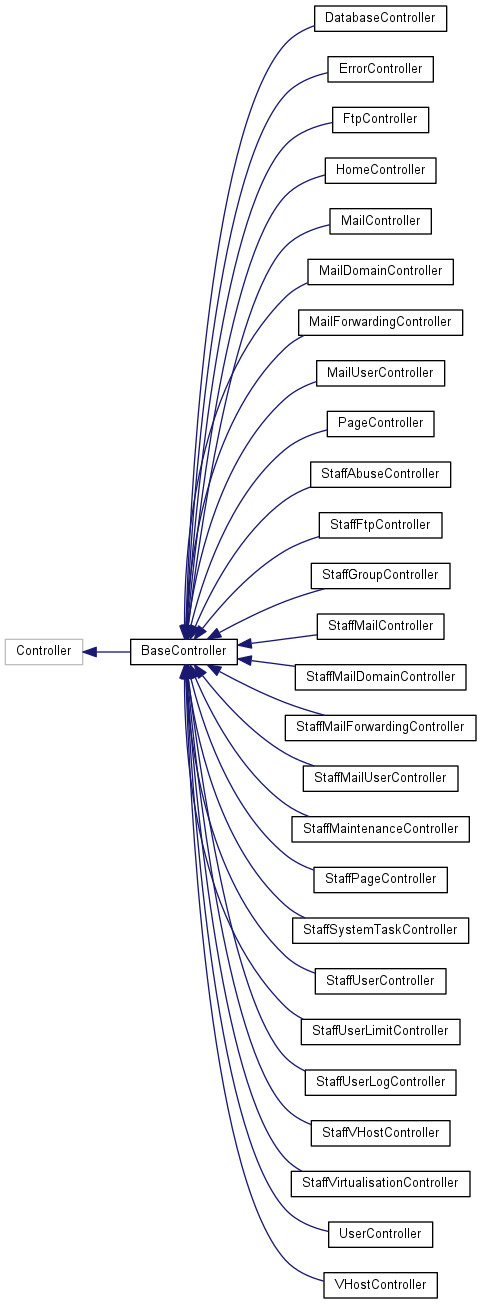 DatabaseController
ErrorController
FtpController
HomeController
MailController
MailDomainController
MailForwardingController
MailUserController
PageController
StaffAbuseController
StaffFtpController
StaffGroupController
StaffMailController
Controller
BaseController
StaffMailDomainController
StaffMailForwardingController
StaffMailUserController
StaffMaintenanceController
StaffPageController
StaffSystemTaskController
StaffUserController
StaffUserLimitController
StaffUserLogController
StaffVHostController
StaffVirtualisationController
UserController
VHostController